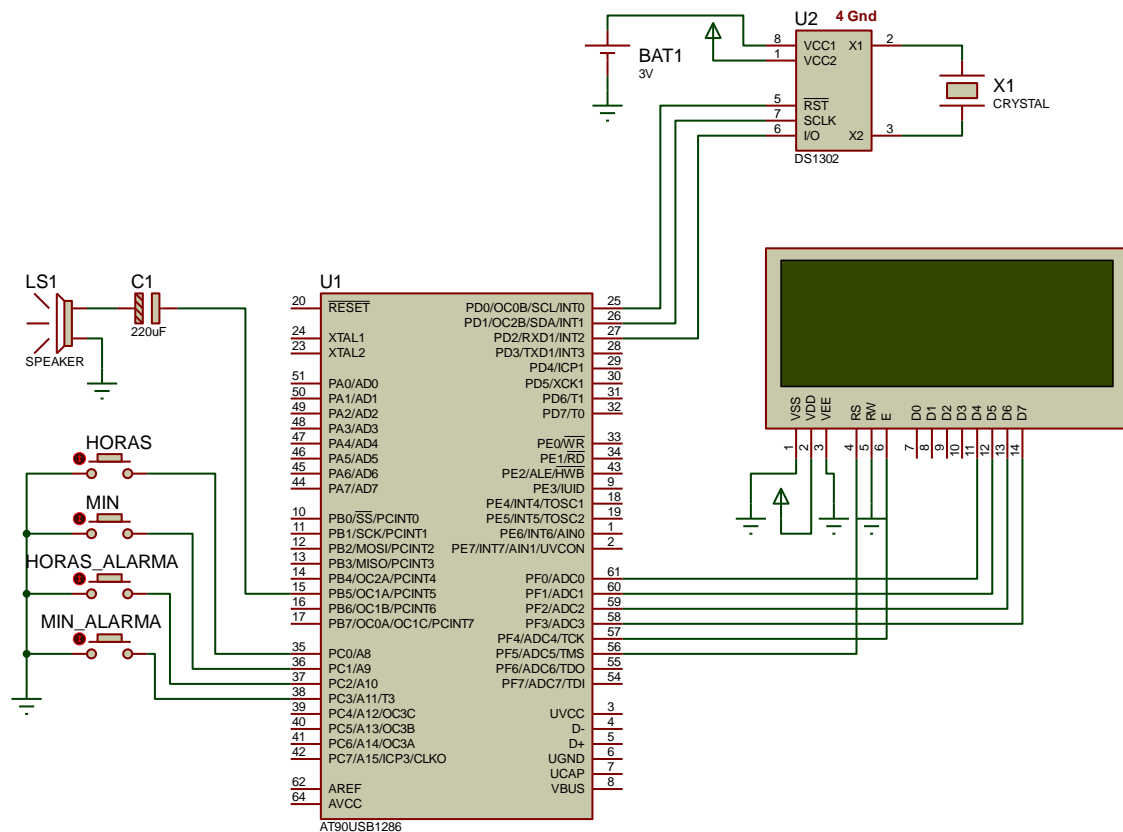 U2
4 Gnd
8
VCC1
X1
2
1
VCC2
5
RST
7
SCLK
6
I/O
X2
3
DS1302
BAT1
3V
X1
CRYSTAL
LS1
SPEAKER
C1
220uF
HORAS
MIN
HORAS_ALARMA
MIN_ALARMA
U1
20 RESET
24 XTAL1
23 XTAL2
51 PA0/AD0
50 PA1/AD1
49 PA2/AD2
48 PA3/AD3
47 PA4/AD4
46 PA5/AD5
45 PA6/AD6
44 PA7/AD7
10 PB0/SS/PCINT0
11 PB1/SCK/PCINT1
12 PB2/MOSI/PCINT2
13 PB3/MISO/PCINT3
14 PB4/OC2A/PCINT4
15 PB5/OC1A/PCINT5
16 PB6/OC1B/PCINT6
17 PB7/OC0A/OC1C/PCINT7
35 PC0/A8
36 PC1/A9
37 PC2/A10
38 PC3/A11/T3
39 PC4/A12/OC3C
40 PC5/A13/OC3B
41 PC6/A14/OC3A
42 PC7/A15/ICP3/CLKO
62 AREF
64 AVCC
PD0/OC0B/SCL/INT0 25
PD1/OC2B/SDA/INT1 26
PD2/RXD1/INT2 27
PD3/TXD1/INT3 28
PD4/ICP1 29
PD5/XCK1 30
PD6/T1 31
PD7/T0 32
PE0/WR 33
PE1/RD 34
PE2/ALE/HWB 43
PE3/IUID 9
PE4/INT4/TOSC1 18
PE5/INT5/TOSC2 19
PE6/INT6/AIN0 1
PE7/INT7/AIN1/UVCON 2
PF0/ADC0 61
PF1/ADC1 60
PF2/ADC2 59
PF3/ADC3 58
PF4/ADC4/TCK 57
PF5/ADC5/TMS 56
PF6/ADC6/TDO 55
PF7/ADC7/TDI 54
UVCC 3
D- 4
D+ 5
UGND 6
UCAP 7
VBUS 8
AT90USB1286
VSS VDD VEE RS RW E D0 D1 D2 D3 D4 D5 D6 D7
1 2 3 4 5 6 7 8 9 10 11 12 13 14